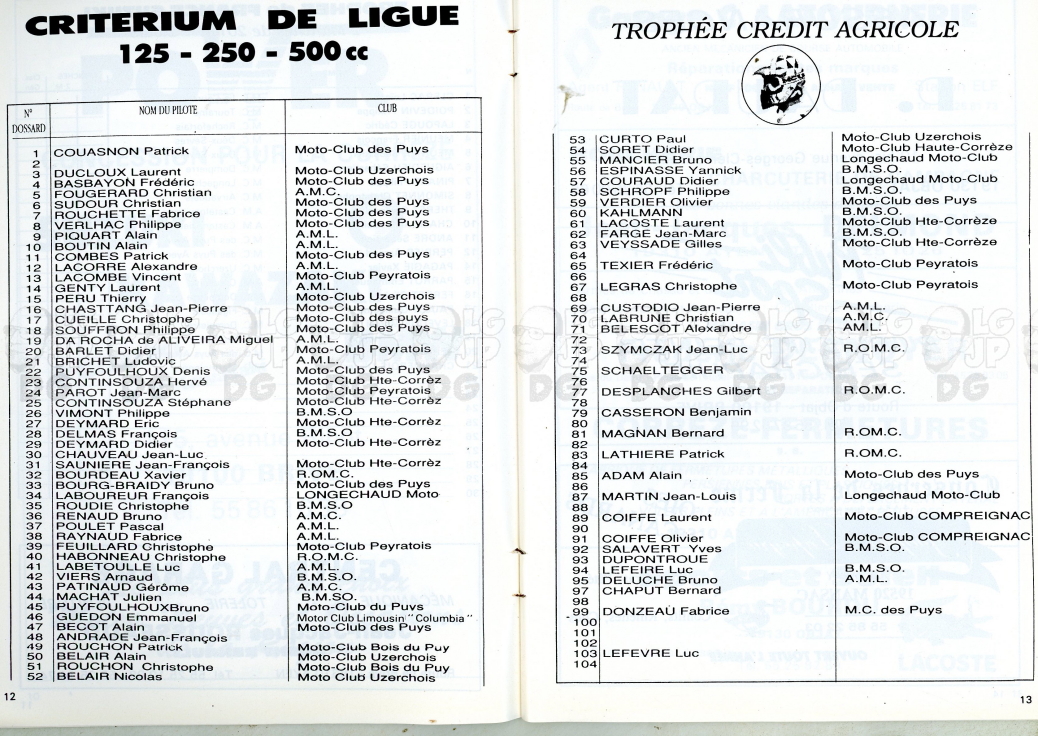 CRITERIUM DE LIGUE
125 - 250 - 500 cc
N° DOSSARD NOM DU PILOTE CLUB
1 COUASNON Patrick Moto-Club des Puys
2
3 DUCLOUX Laurent Moto-Club Uzerchois
4 BASBAYON Frédéric Moto-Club des Puys
5 FOUGERARD Christian A.M.C.
6 SUDOUR Christian Moto-Club des Puys
7 ROUCHETTE Fabrice Moto-Club des Puys
8 VERLHAC Philippe Moto-Club des Puys
9 PIQUART Alain A.M.L.
10 BOUTIN Alain A.M.L.
11 COMBES Patrick Moto-Club des Puys
12 LACORRE Alexandre A.M.L.
13 LACOMBE Vincent Moto-Club Peyratois
14 GENTY Laurent A.M.L.
15 PERU Thierry Moto-Club Uzerchois
16 CHASTTANG Jean-Pierre Moto-Club des Puys
17 CUEILLE Christophe Moto-Club des puys
18 SOUFFRON Philippe Moto-Club des Puys
19 DA ROCHA de ALIVEIRA Miguel A.M.L.
20 BARLET Didier Moto-Club Peyratois
21 BRICHET Ludovic A.M.L.
22 PUYFOULHOUX Denis Moto-Club des Puys
23 CONTINSOUZA Hervé Moto-Club Hte-Corrèz
24 PAROT Jean-Marc Moto-Club Hte-Corrèz
25 CONTINSOUZA Stéphane Moto-Club Hte-Corrèz
26 VIMONT Philippe B.M.S.O
27 DEYMARD Eric Moto-Club Hte-Corrèz
28 DELMAS François B.M.S.O
29 DEYMARD Didier Moto-Club Hte-Corrèz
30 CHAUVEAU Jean-Luc
31 SAUNIERE Jean-François Moto-Club Hte-Corrèz
32 BOURDEAU Xavier R.OM.C.
33 BOURG-BRAIDY Bruno Moto-Club des Puys
34 LABOUREUR François LONGECHAUD Moto
35 ROUDIE Christophe B.M.S.O
36 RENAUD Bruno A.M.C.
37 POULET Pascal A.M.L.
38 RAYNAUD Fabrice A.M.L.
39 FEUILLARD Christophe Moto-Club Peyratois
40 HABONNEAU Christophe R.O.M.C.
41 LABETOULLE Luc A.M.L.
42 VIERS Arnaud B.M.S.O.
43 PATINAUD Gérôme A.M.C.
44 MACHAT Julien B.M.SO.
45 PUYFOULHOUXBruno Moto-Club du Puvs
46 GUEDON Emmanuel Motor Club Limousin "Columbia"
47 BECOT Alain Moto-Club des Puys
48 ANDRADE Jean-François
49 ROUCHON Patrick Moto-Club Bois du Puy
50 BELAIR Alain Moto-Club Uzerchois
51 ROUCHON Christophe Moto-Club Bois du Puy
52 BELAIR Nicolas Moto Club Uzerchois
12
TROPHÉE CREDIT AGRICOLE
53 CURTO Paul Moto-Club Uzerchois
54 SORET Didier Moto-Club Haute-Corrèze
55 MANCIER Bruno Longechaud Moto-Club
56 ESPINASSE Yannick B.M.S.O.
57 COURAUD Didier Longechaud Moto-Club
58 SCHROPF Philippe B.M.S.O.
59 VERDIER Olivier Moto-Club des Puys
60 KAHLMANN B.M.S.O.
61 LACOSTE Laurent Moto-Club Hte-Corrèze
62 FARGE Jean-Marc B.M.S.O.
63 VEYSSADE Gilles Moto-Club Hte-Corrèze
64
65 TEXIER Frédéric Moto-Club Peyratois
66
67 LEGRAS Christophe Moto-Club Peyratois
68
69 CUSTODIO Jean-Pierre A.M.L.
70 LABRUNE Christian A.M.C.
71 BELESCOT Alexandre AM.L.
72
73 SZYMCZAK Jean-Luc R.O.M.C.
74
75 SCHAELTEGGER
76
77 DESPLANCHES Gilbert R.O.M.C.
78
79 CASSERON Benjamin
80
81 MAGNAN Bernard R.OM.C.
82
83 LATHIERE Patrick R.OM.C.
84
85 ADAM Alain Moto-Club des Puys
86
87 MARTIN Jean-Louis Longechaud Moto-Club
88
89 COIFFE Laurent Moto-Club COMPREIGNAC
90
91 COIFFE Olivier Moto-Club COMPREIGNAC
92 SALAVERT Yves B.M.S.O.
93 DUPONTROUE
94 LEFEIRE Luc B.M.S.O.
95 DELUCHE Bruno A.M.L.
97 CHAPUT Bernard
98
99 DONZEAU Fabrice M.C. des Puys
100
101
102
103 LEFEVRE Luc
104
13
LG JP DG